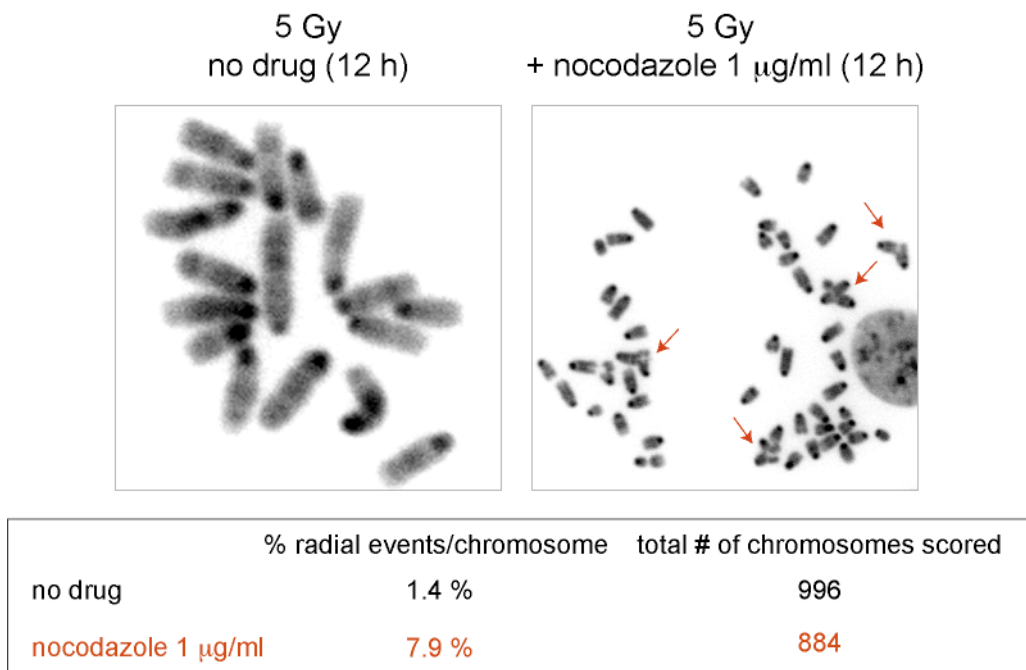 5 Gy
no drug (12 h)
5 Gy
+ nocodazole 1 μg/ml (12 h)
% radial events/chromosome total # of chromosomes scored
no drug 1.4 % 996
nocodazole 1 μg/ml 7.9 % 884